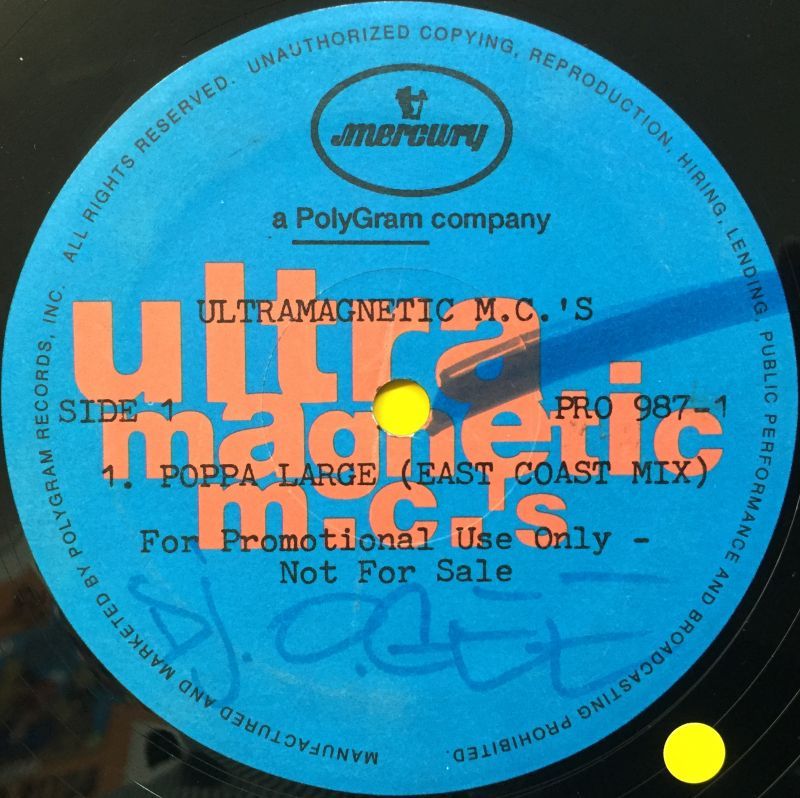 MANUFACTURED AND MARKETED BY POLYGRAM RECORDS, INC. ALL RIGHTS RESERVED. UNAUTHORIZED COPYING, REPRODUCTION, HIRING, LENDING, PUBLIC PERFORMANCE AND BROADCASTING PROHIBITED.
mercury
a PolyGram company
ultra
magnetic
m.c.'s
ULTRAMAGNETIC M.C.'S
SIDE 1 PRO 987-1
1. POPPA LARGE (EAST COAST MIX)
For Promotional Use Only -
Not For Sale
DJ. O.GEE